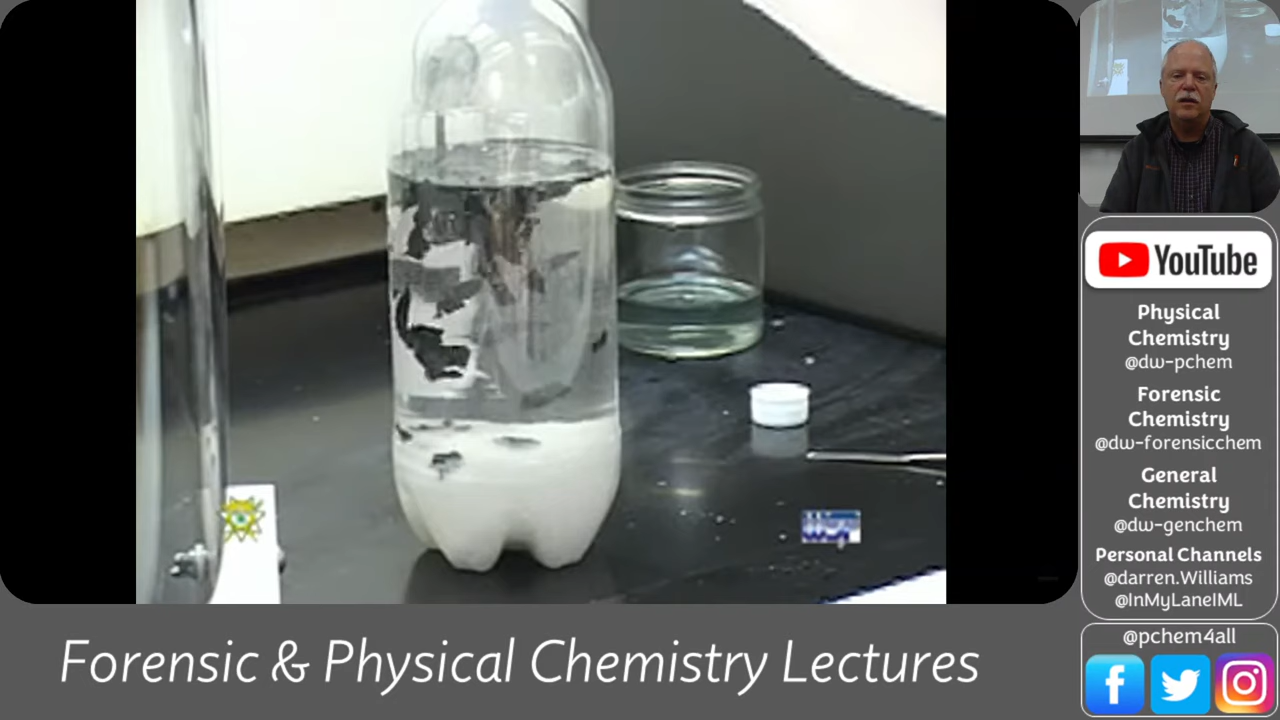 YouTube
Physical
Chemistry
@dw-pchem
Forensic
Chemistry
@dw-forensicchem
General
Chemistry
@dw-genchem
Personal Channels
@darren.Williams
@InMyLaneIML
@pchem4all
Forensic & Physical Chemistry Lectures